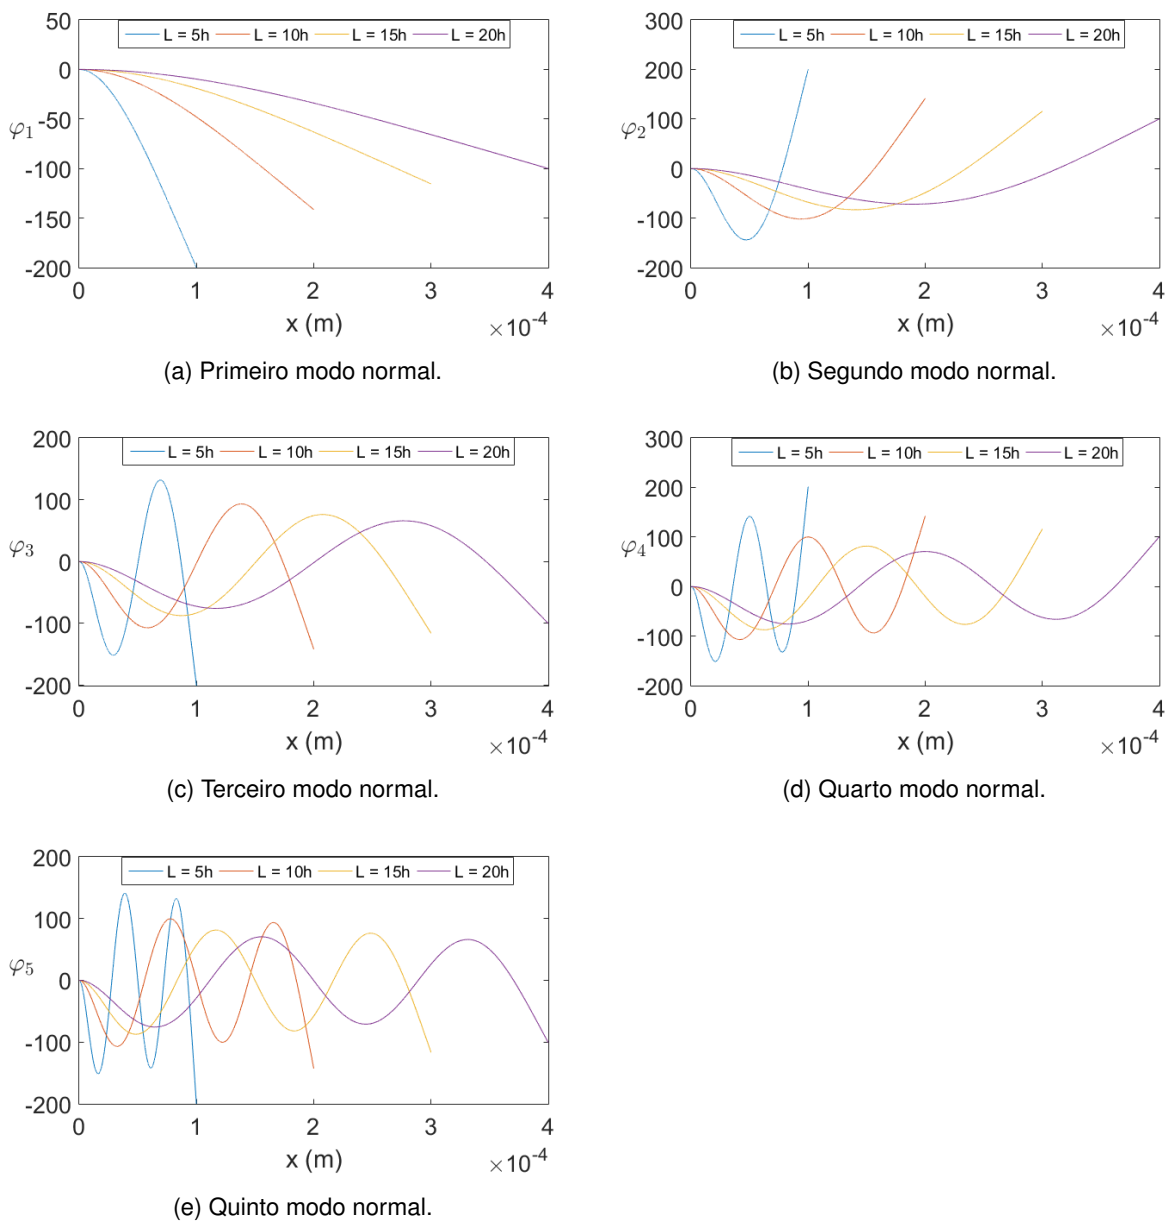 50
0
-50
-100
-150
-200
φ1
L = 5h L = 10h L = 15h L = 20h
0 1 2 3 4
x (m)
×10-4
(a) Primeiro modo normal.
300
200
100
0
-100
-200
φ2
L = 5h L = 10h L = 15h L = 20h
0 1 2 3 4
x (m)
×10-4
(b) Segundo modo normal.
200
100
0
-100
-200
φ3
L = 5h L = 10h L = 15h L = 20h
0 1 2 3 4
x (m)
×10-4
(c) Terceiro modo normal.
300
200
100
0
-100
-200
φ4
L = 5h L = 10h L = 15h L = 20h
0 1 2 3 4
x (m)
×10-4
(d) Quarto modo normal.
200
100
0
-100
-200
φ5
L = 5h L = 10h L = 15h L = 20h
0 1 2 3 4
x (m)
×10-4
(e) Quinto modo normal.